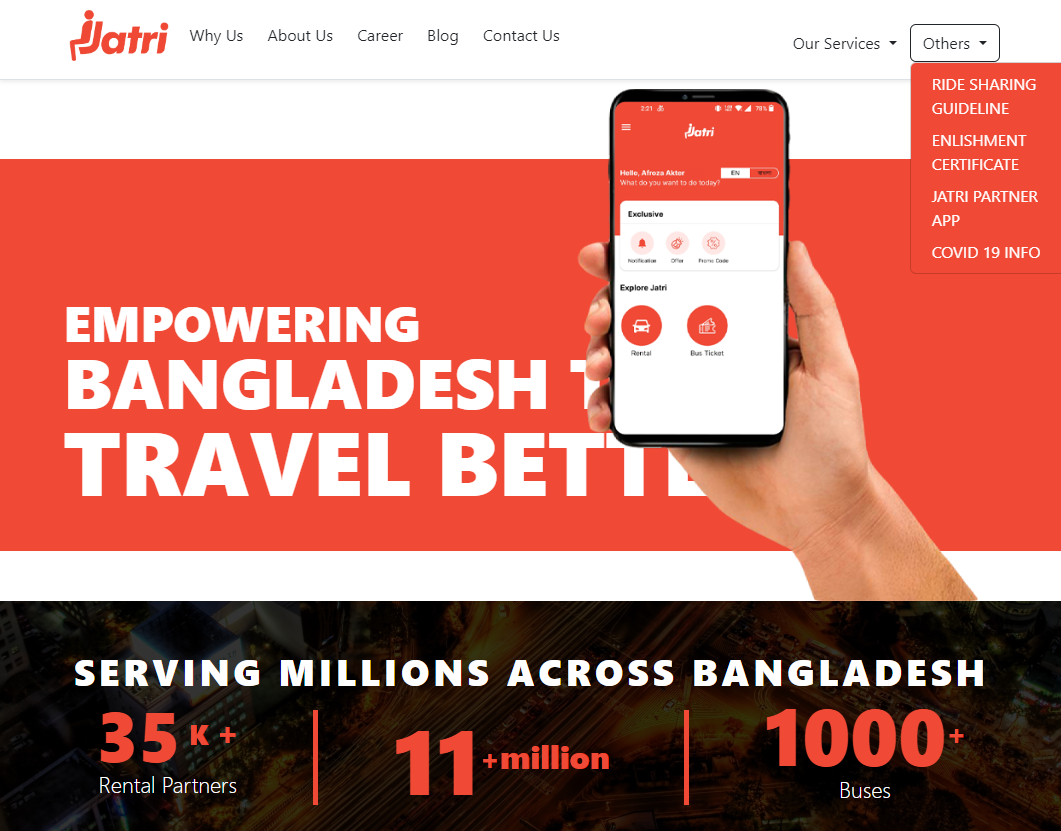 Jatri
Why Us
About Us
Career
Blog
Contact Us
Our Services
Others
RIDE SHARING
GUIDELINE
ENLISHMENT
CERTIFICATE
JATRI PARTNER
APP
COVID 19 INFO
2:21
78%
Jatri
Hello, Afroza Akter
What do you want to do today?
EN
Exclusive
Notification
Offer
Promo Code
Explore Jatri
Rental
Bus Ticket
EMPOWERING
BANGLADESH T
TRAVEL BETTE
SERVING MILLIONS ACROSS BANGLADESH
35 K +
Rental Partners
11 +million
1000+
Buses